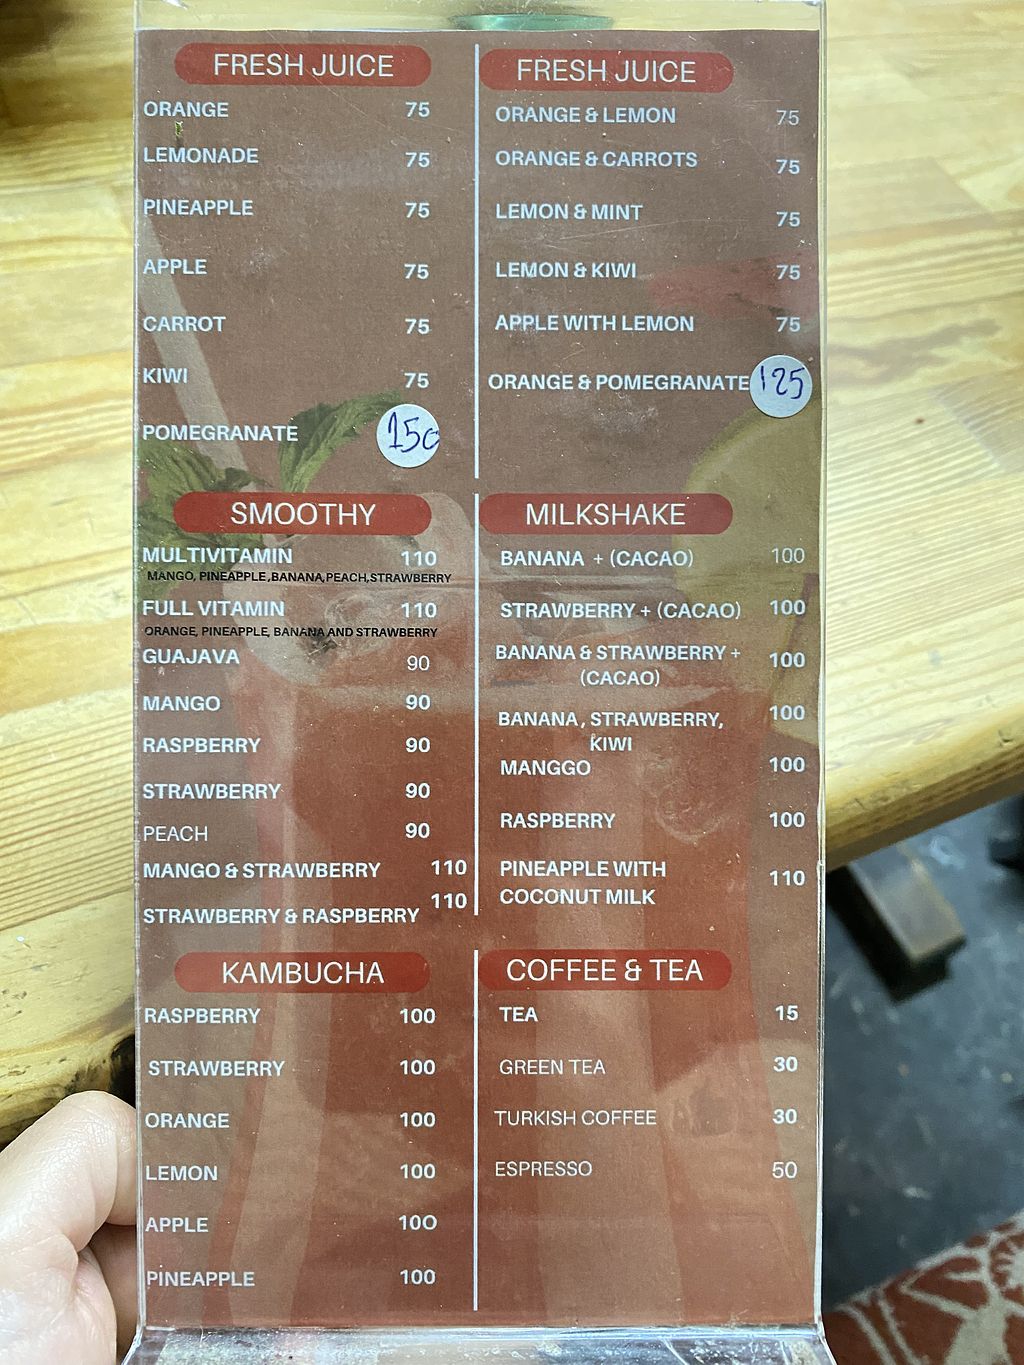 FRESH JUICE
ORANGE 75
LEMONADE 75
PINEAPPLE 75
APPLE 75
CARROT 75
KIWI 75
POMEGRANATE 150
FRESH JUICE
ORANGE & LEMON 75
ORANGE & CARROTS 75
LEMON & MINT 75
LEMON & KIWI 75
APPLE WITH LEMON 75
ORANGE & POMEGRANATE 125
SMOOTHY
MULTIVITAMIN 110
MANGO, PINEAPPLE ,BANANA,PEACH,STRAWBERRY
FULL VITAMIN 110
ORANGE, PINEAPPLE, BANANA AND STRAWBERRY
GUAJAVA 90
MANGO 90
RASPBERRY 90
STRAWBERRY 90
PEACH 90
MANGO & STRAWBERRY 110
STRAWBERRY & RASPBERRY 110
MILKSHAKE
BANANA + (CACAO) 100
STRAWBERRY + (CACAO) 100
BANANA & STRAWBERRY + 100
(CACAO)
BANANA, STRAWBERRY, 100
KIWI
MANGGO 100
RASPBERRY 100
PINEAPPLE WITH 110
COCONUT MILK
KAMBUCHA
RASPBERRY 100
STRAWBERRY 100
ORANGE 100
LEMON 100
APPLE 100
PINEAPPLE 100
COFFEE & TEA
TEA 15
GREEN TEA 30
TURKISH COFFEE 30
ESPRESSO 50